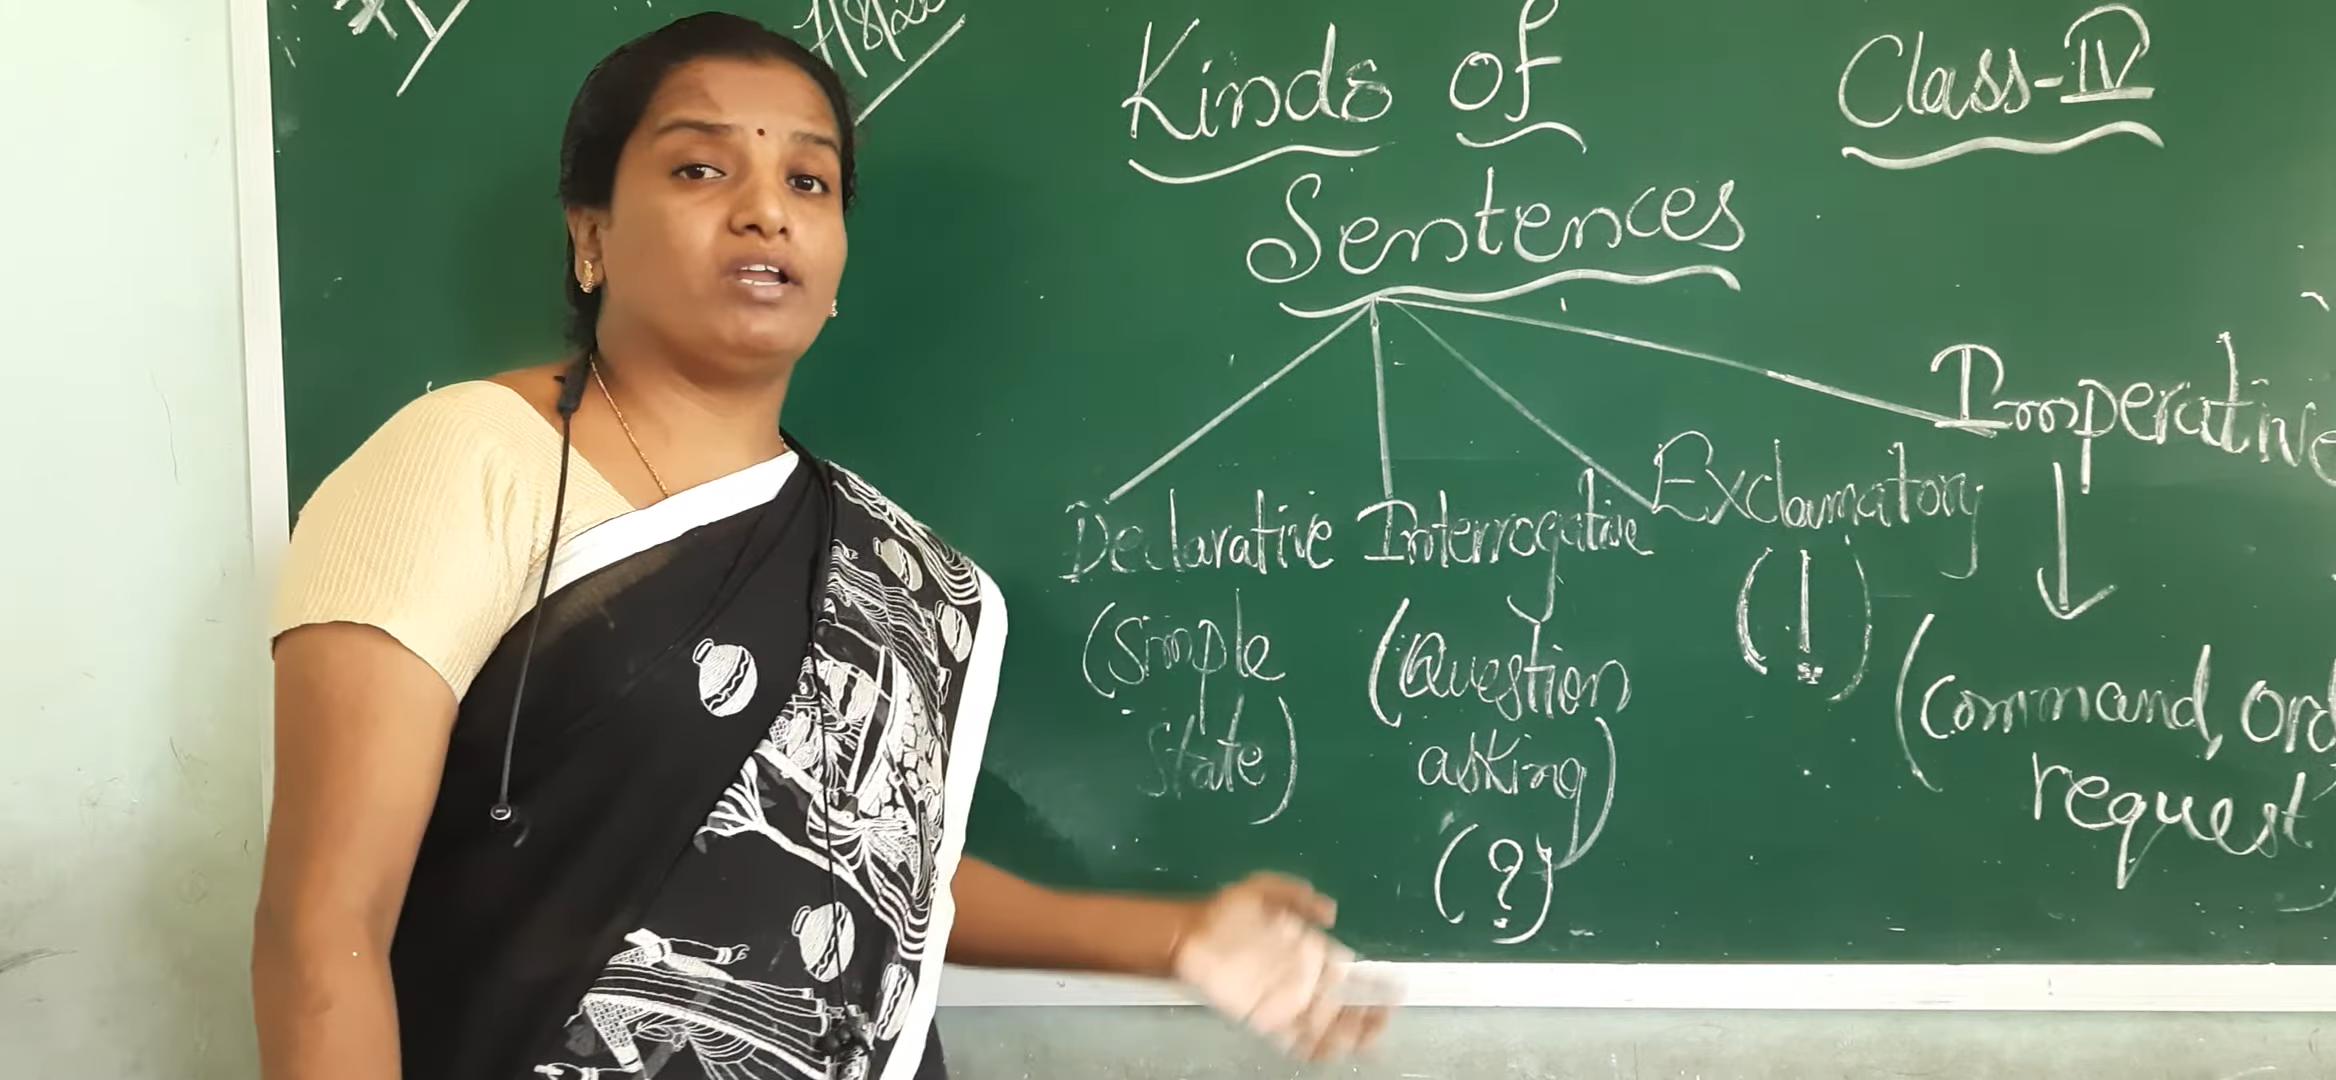 Kinds of
Class-IV
Sentences
Declarative
(Simple
state)
Interrogative
(Question
asking)
(?)
Exclamatory
(!)
Imperative
(Command, Ord
request)